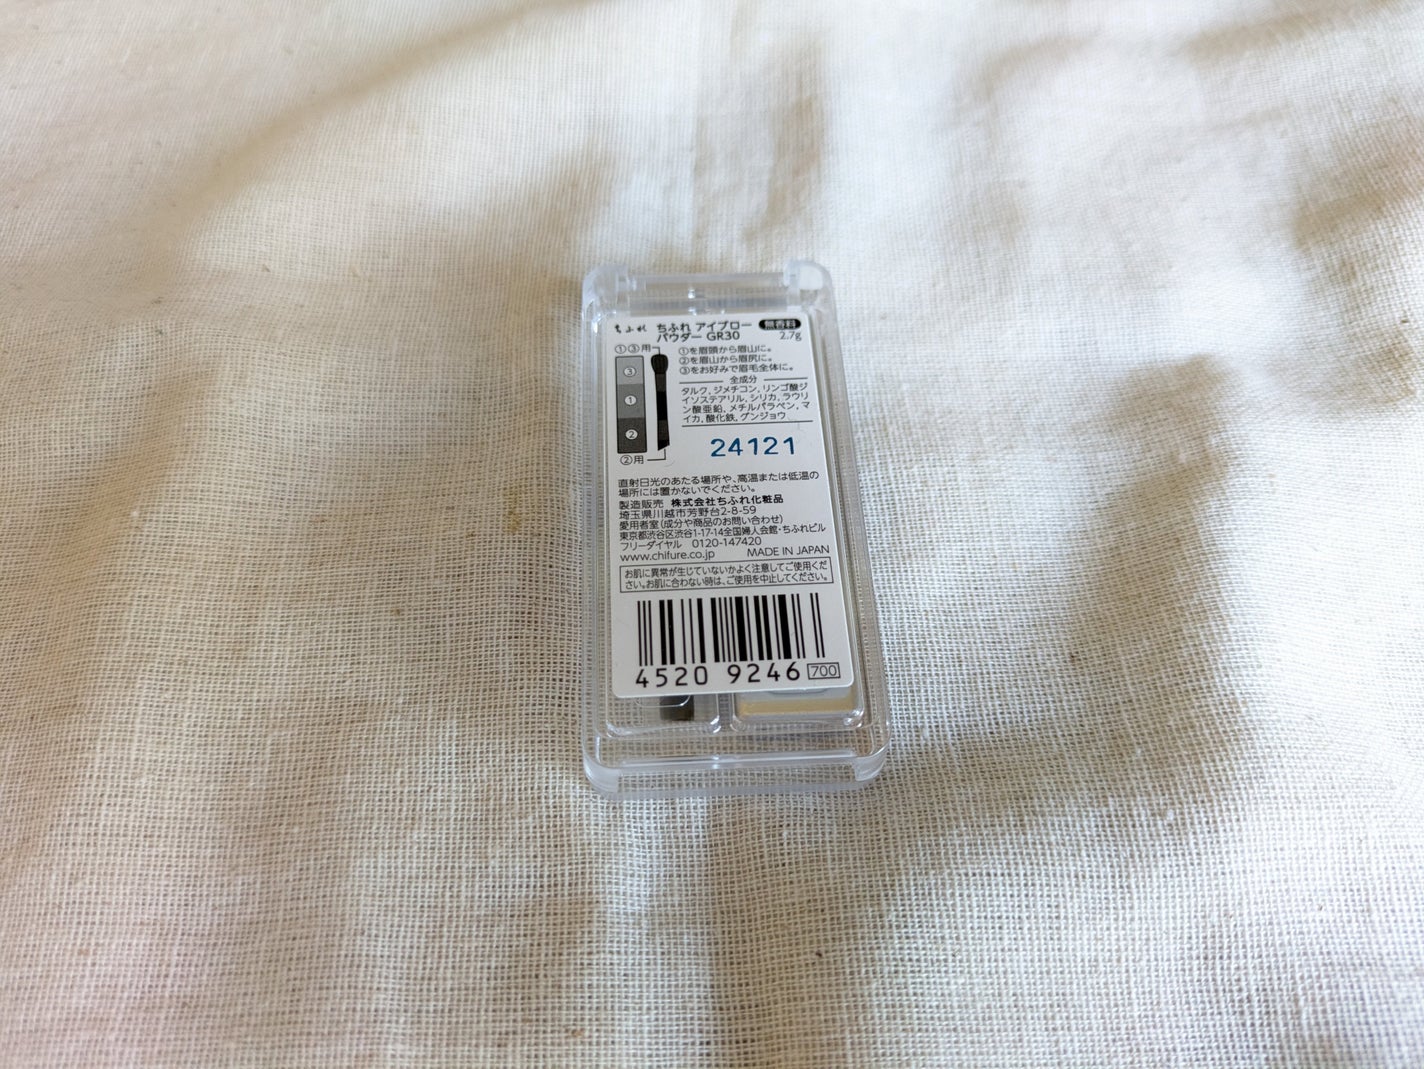 ちふれ ちふれ アイブロー 無香料
パウダー GR30 2.7g
①③用
①を眉頭から眉山に。
②を眉山から眉尻に。
③をお好みで眉毛全体に。
③
①
②
②用
全成分
タルク, ジメチコン, リンゴ酸ジ
イソステアリル, シリカ, ラウリ
ン酸亜鉛, メチルパラベン, マ
イカ, 酸化鉄, グンジョウ
24121
直射日光のあたる場所や、高温または低温の
場所には置かないでください。
製造販売 株式会社ちふれ化粧品
埼玉県川越市芳野台2-8-59
愛用者室(成分や商品のお問い合わせ)
東京都渋谷区渋谷1-17-14全国婦人会館・ちふれビル
フリーダイヤル 0120-147420
www.chifure.co.jp MADE IN JAPAN
お肌に異常が生じていないかよく注意してご使用くだ
さい。お肌に合わない時は、ご使用を中止してください。
4520 9246 700